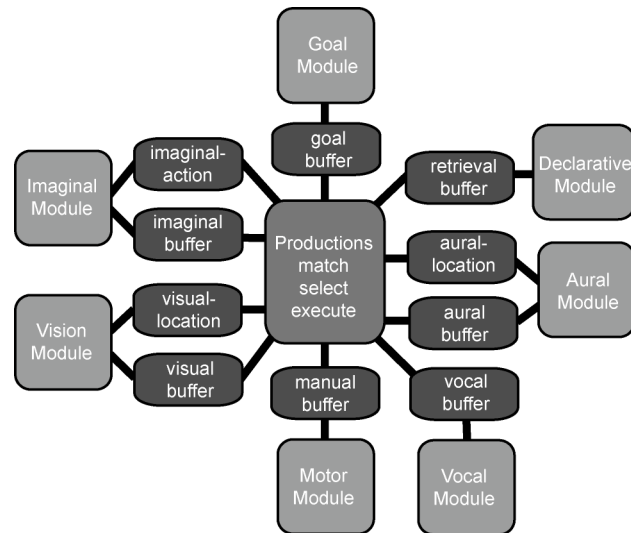 Goal
Module
goal
buffer
imaginal-
action
retrieval
buffer
Declarative
Module
Imaginal
Module
imaginal
buffer
Productions
match
select
execute
aural-
location
Aural
Module
visual-
location
aural
buffer
Vision
Module
visual
buffer
manual
buffer
vocal
buffer
Motor
Module
Vocal
Module